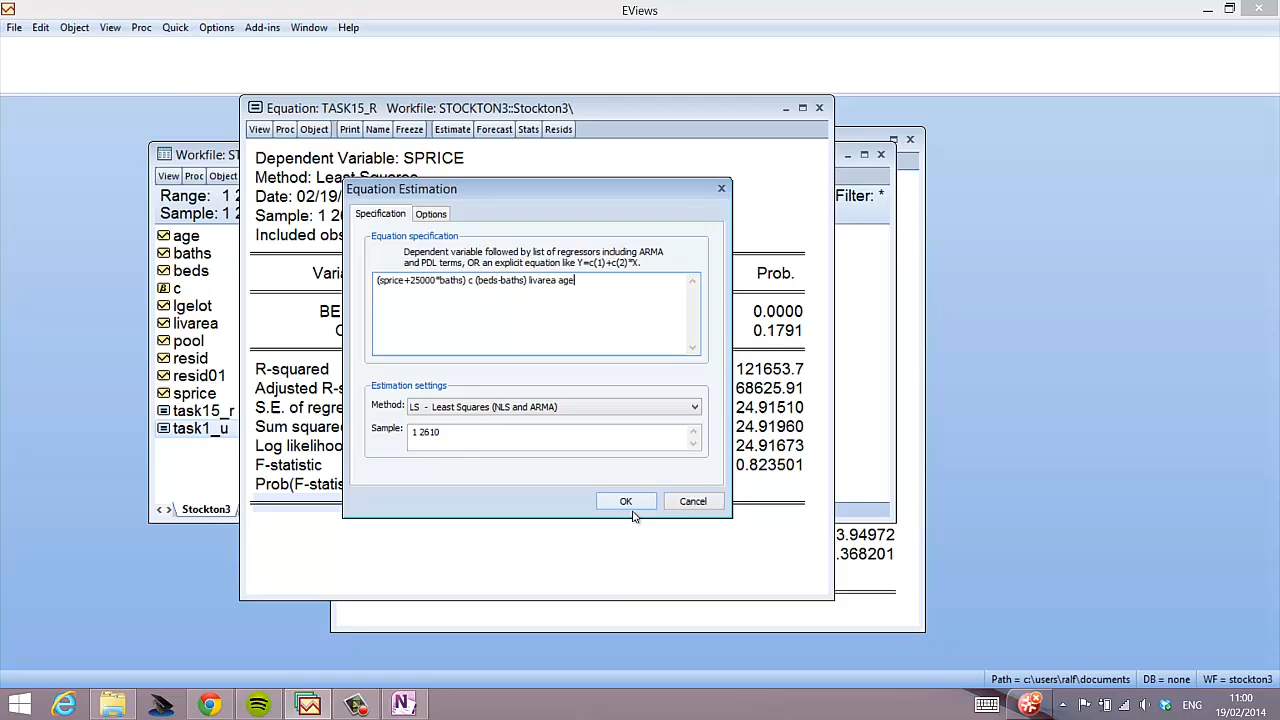 EViews
File Edit Object View Proc Quick Options Add-ins Window Help
Equation: TASK15_R Workfile: STOCKTON3::Stockton3\
View Proc Object Print Name Freeze Estimate Forecast Stats Resids
Workfile: ST
View Proc Object
Range: 1 2
Sample: 1 2
Filter: *
age
baths
beds
c
lgelot
livarea
pool
resid
resid01
sprice
task15_r
task1_u
Stockton3
Dependent Variable: SPRICE
Method: Least Squares
Date: 02/19/
Sample: 1 26
Included obs
Varia
Prob.
BE
0.0000
C
0.1791
R-squared
121653.7
Adjusted R-s
68625.91
S.E. of regre
24.91510
Sum squared
24.91960
Log likelihoo
24.91673
F-statistic
0.823501
Prob(F-statis
3.94972
.368201
Equation Estimation
Specification Options
Equation specification
Dependent variable followed by list of regressors including ARMA
and PDL terms, OR an explicit equation like Y=c(1)+c(2)*X.
(sprice+25000*baths) c (beds-baths) livarea age
Estimation settings
Method: LS - Least Squares (NLS and ARMA)
Sample: 1 2610
OK Cancel
Path = c:\users\ralf\documents DB = none WF = stockton3
ENG
11:00
19/02/2014